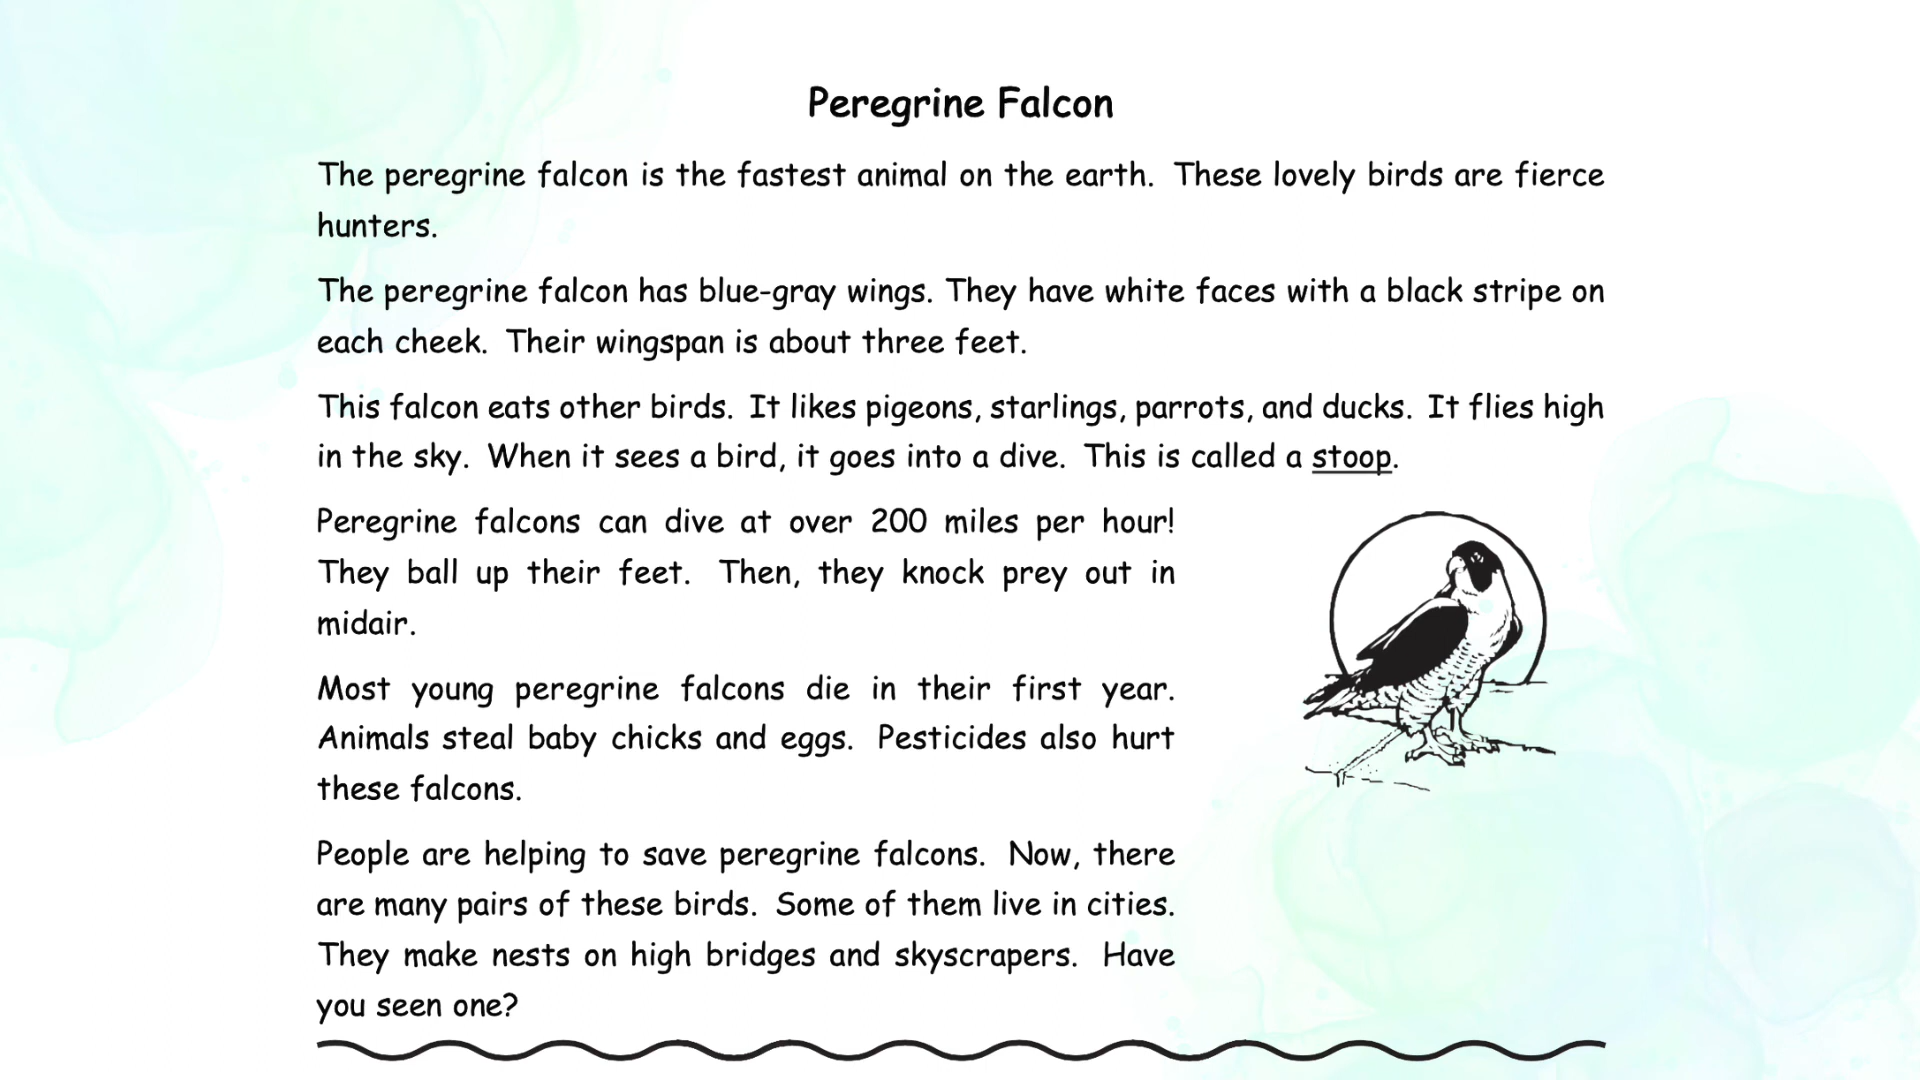 Peregrine Falcon
The peregrine falcon is the fastest animal on the earth. These lovely birds are fierce
hunters.
The peregrine falcon has blue-gray wings. They have white faces with a black stripe on
each cheek. Their wingspan is about three feet.
This falcon eats other birds. It likes pigeons, starlings, parrots, and ducks. It flies high
in the sky. When it sees a bird, it goes into a dive. This is called a stoop.
Peregrine falcons can dive at over 200 miles per hour!
They ball up their feet. Then, they knock prey out in
midair.
Most young peregrine falcons die in their first year.
Animals steal baby chicks and eggs. Pesticides also hurt
these falcons.
People are helping to save peregrine falcons. Now, there
are many pairs of these birds. Some of them live in cities.
They make nests on high bridges and skyscrapers. Have
you seen one?